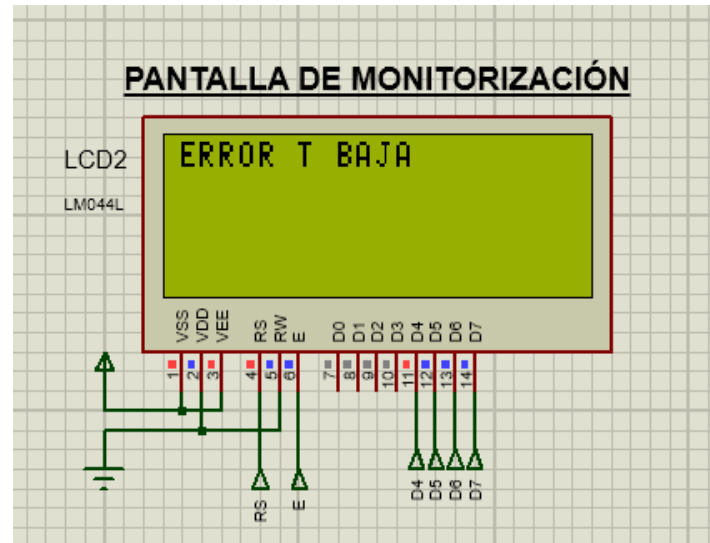 PANTALLA DE MONITORIZACIÓN
LCD2
LM044L
ERROR T BAJA
VSS VDD VEE RS RW E D0 D1 D2 D3 D4 D5 D6 D7
1 2 3 4 5 6 7 8 9 10 11 12 13 14
RS E D4 D5 D6 D7